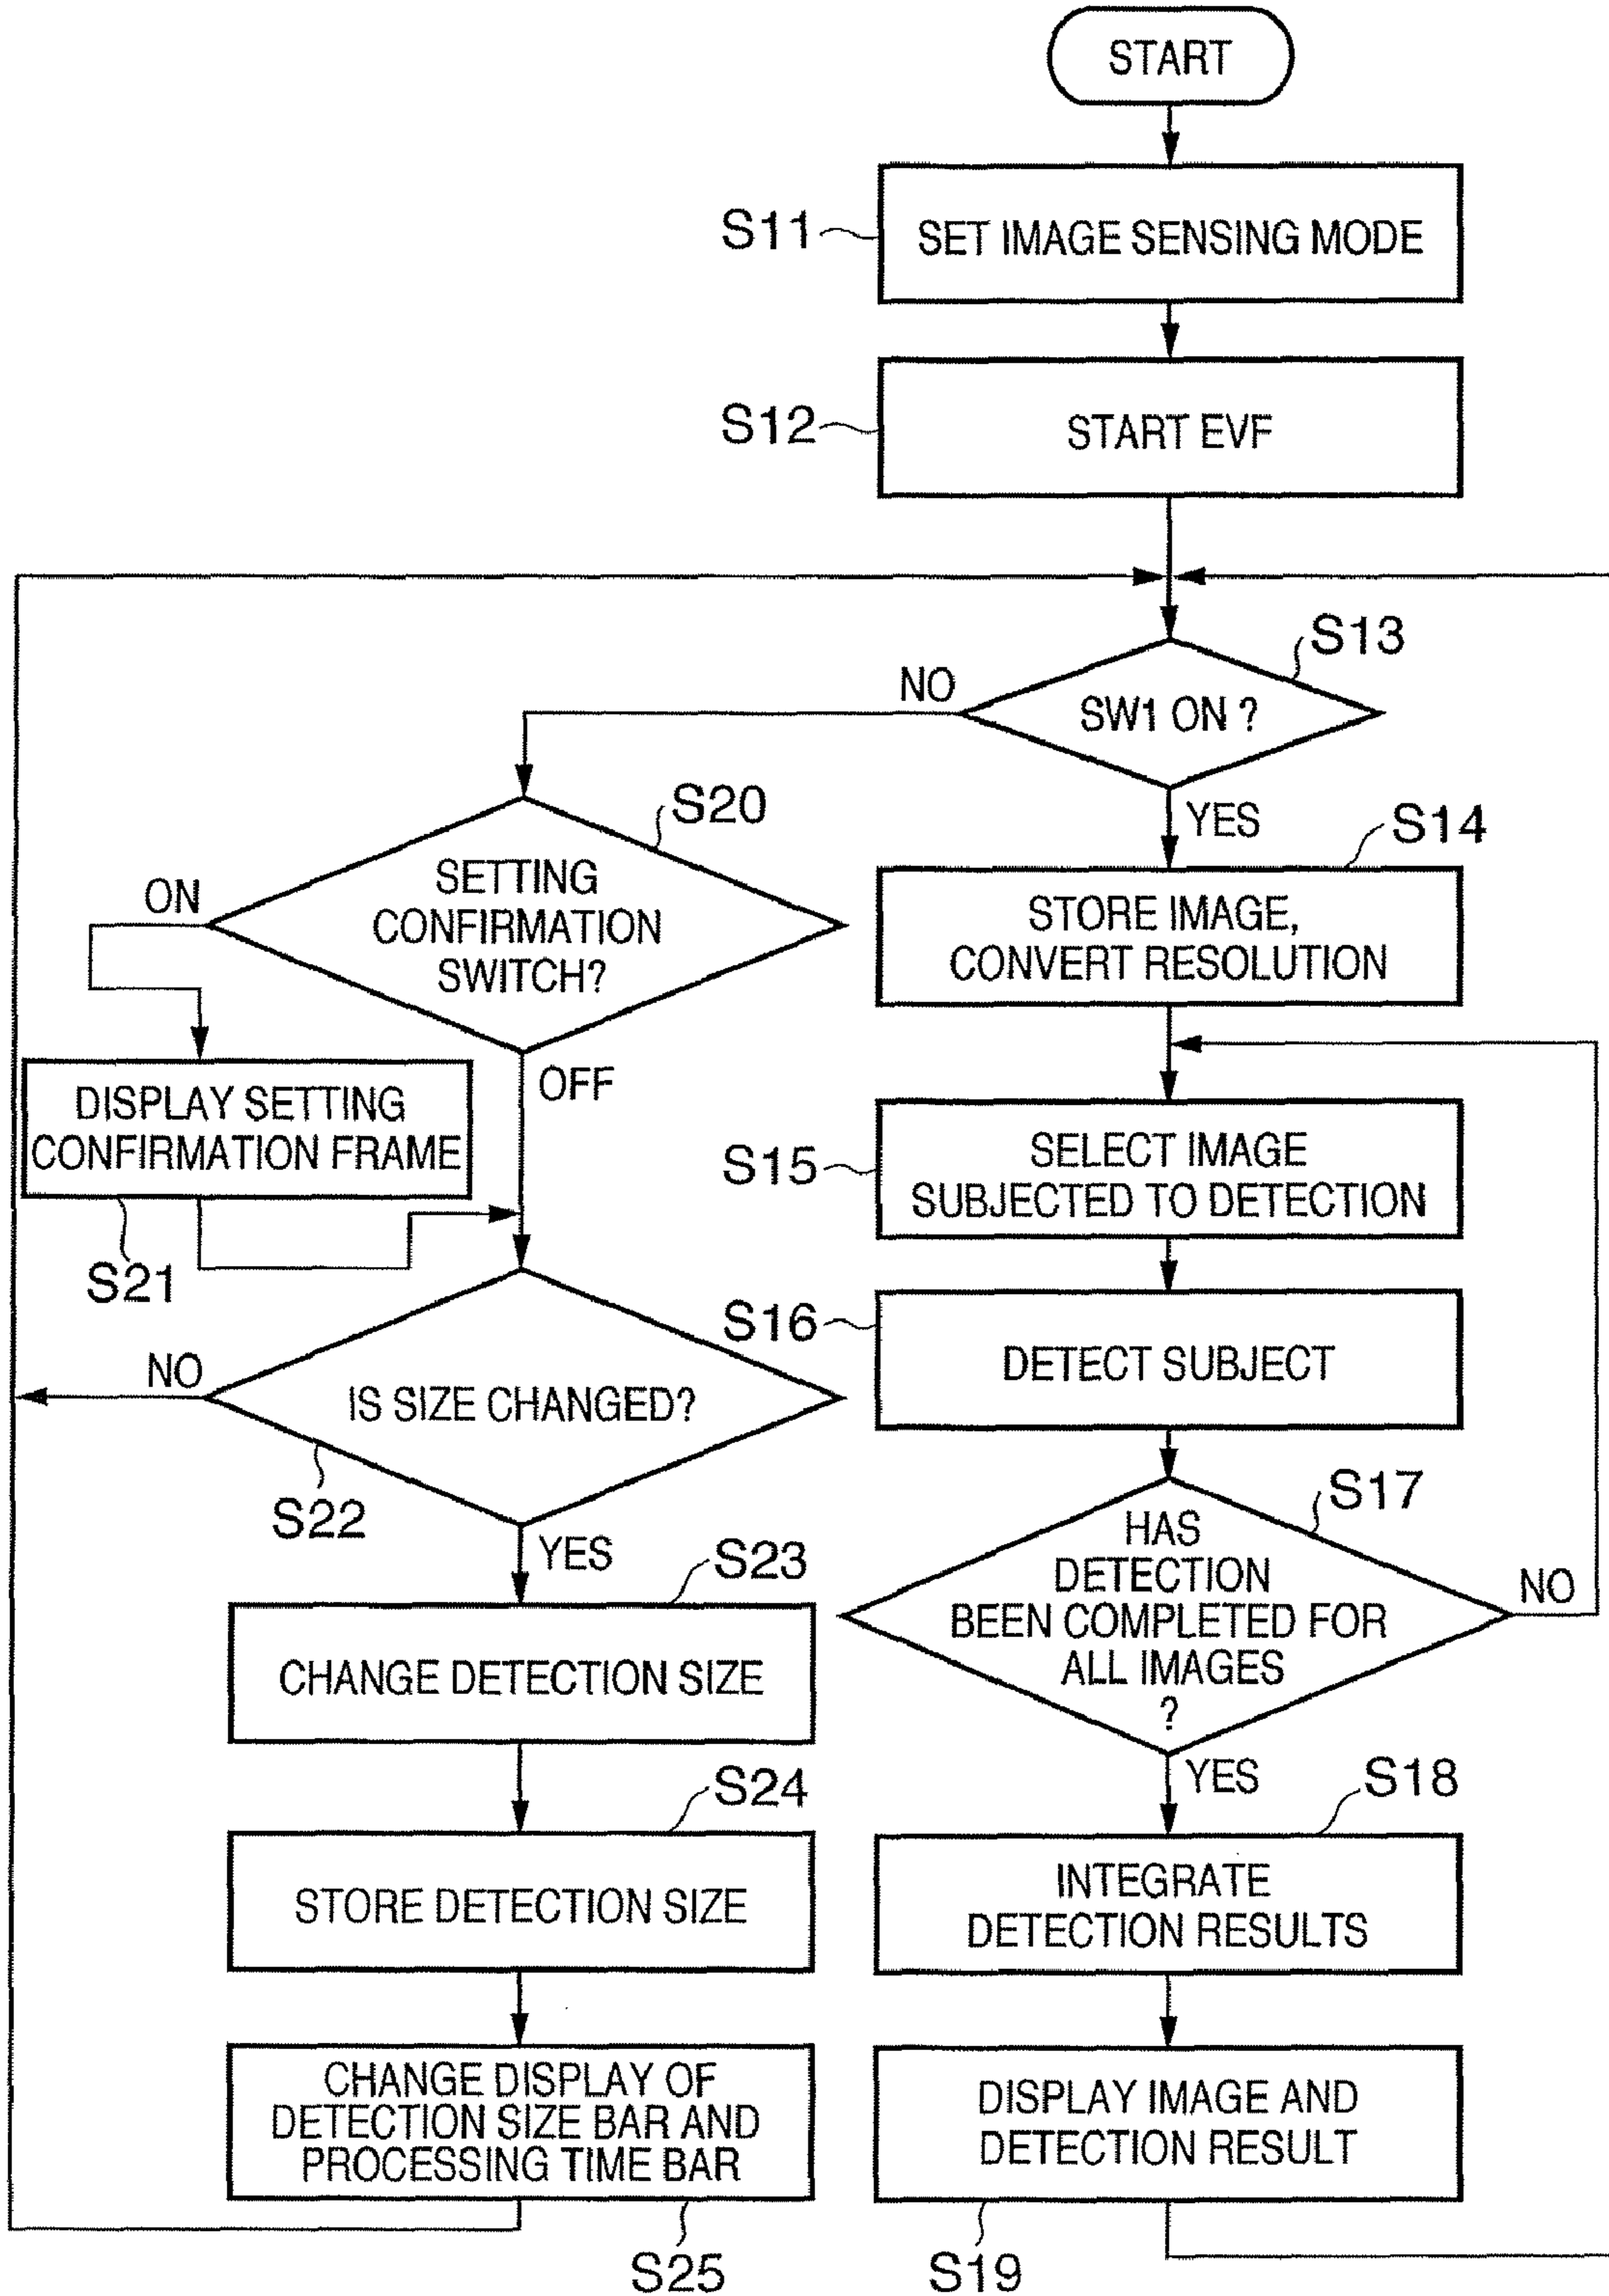 START
S11
SET IMAGE SENSING MODE
S12
START EVF
S13
SW1 ON ?
NO
YES
S20
SETTING
CONFIRMATION
SWITCH?
ON
OFF
S14
STORE IMAGE,
CONVERT RESOLUTION
DISPLAY SETTING
CONFIRMATION FRAME
S21
S15
SELECT IMAGE
SUBJECTED TO DETECTION
S16
DETECT SUBJECT
NO
IS SIZE CHANGED?
S22
YES
S17
HAS
DETECTION
BEEN COMPLETED FOR
ALL IMAGES
?
NO
YES
S23
CHANGE DETECTION SIZE
S24
STORE DETECTION SIZE
S18
INTEGRATE
DETECTION RESULTS
CHANGE DISPLAY OF
DETECTION SIZE BAR AND
PROCESSING TIME BAR
S25
DISPLAY IMAGE AND
DETECTION RESULT
S19